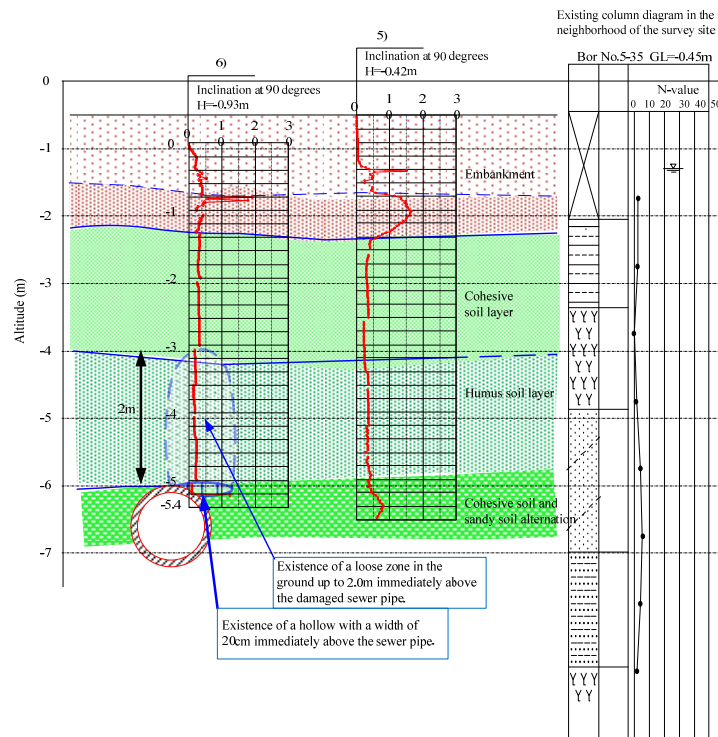 Existing column diagram in the
neighborhood of the survey site
Bor No.5-35 GL=-0.45m
N-value
0 10 20 30 40 50
5)
Inclination at 90 degrees
H=-0.42m
0 1 2 3
0
6)
Inclination at 90 degrees
H=-0.93m
0 1 2 3
0 0
0
-1
-2
-3
-4
-5
-5.4
Altitude (m)
0
-1
-2
-3
-4
-5
-6
-7
Embankment
Cohesive
soil layer
Humus soil layer
Cohesive soil and
sandy soil alternation
2m
Existence of a loose zone in the
ground up to 2.0m immediately above
the damaged sewer pipe.
Existence of a hollow with a width of
20cm immediately above the sewer pipe.